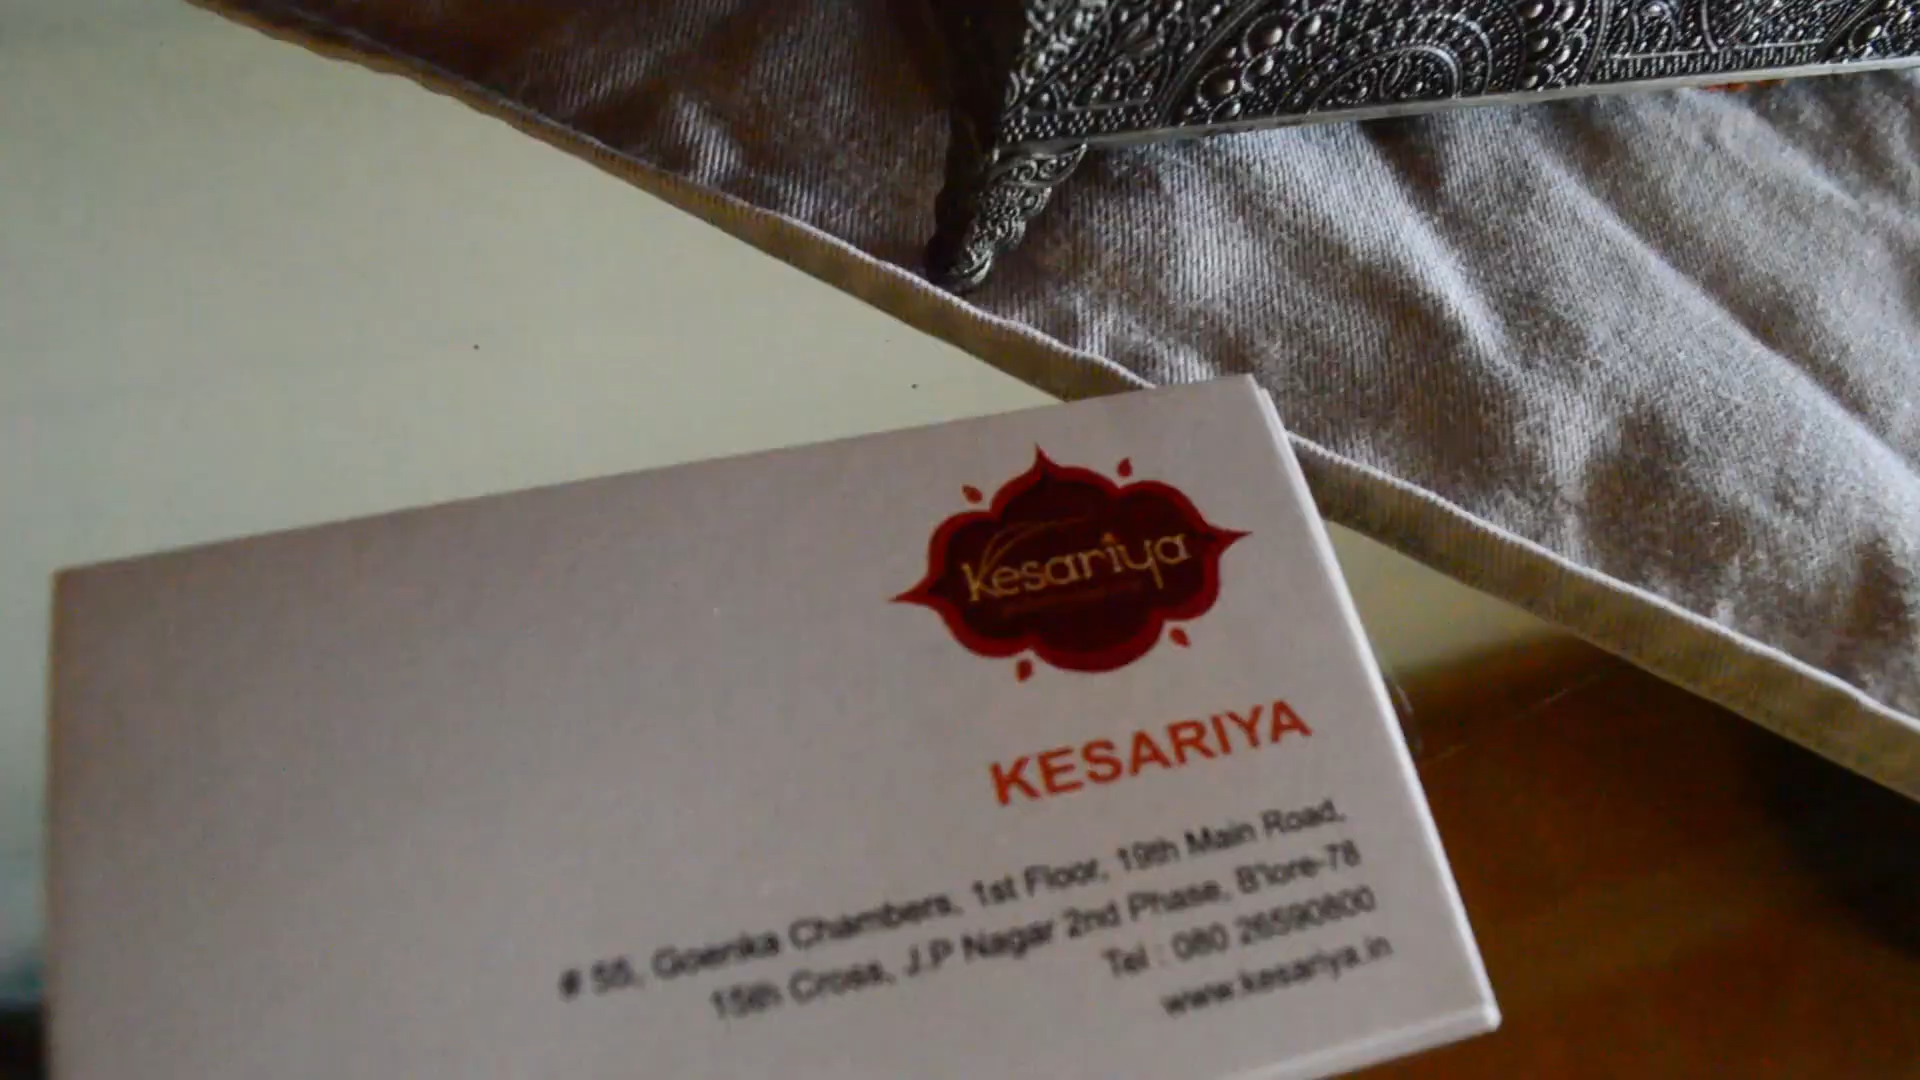 Kesariya
KESARIYA
# 55, Goenka Chambers, 1st Floor, 19th Main Road,
15th Cross, J.P Nagar 2nd Phase, B'lore-78
Tel : 080 26590800
www.kesariya.in